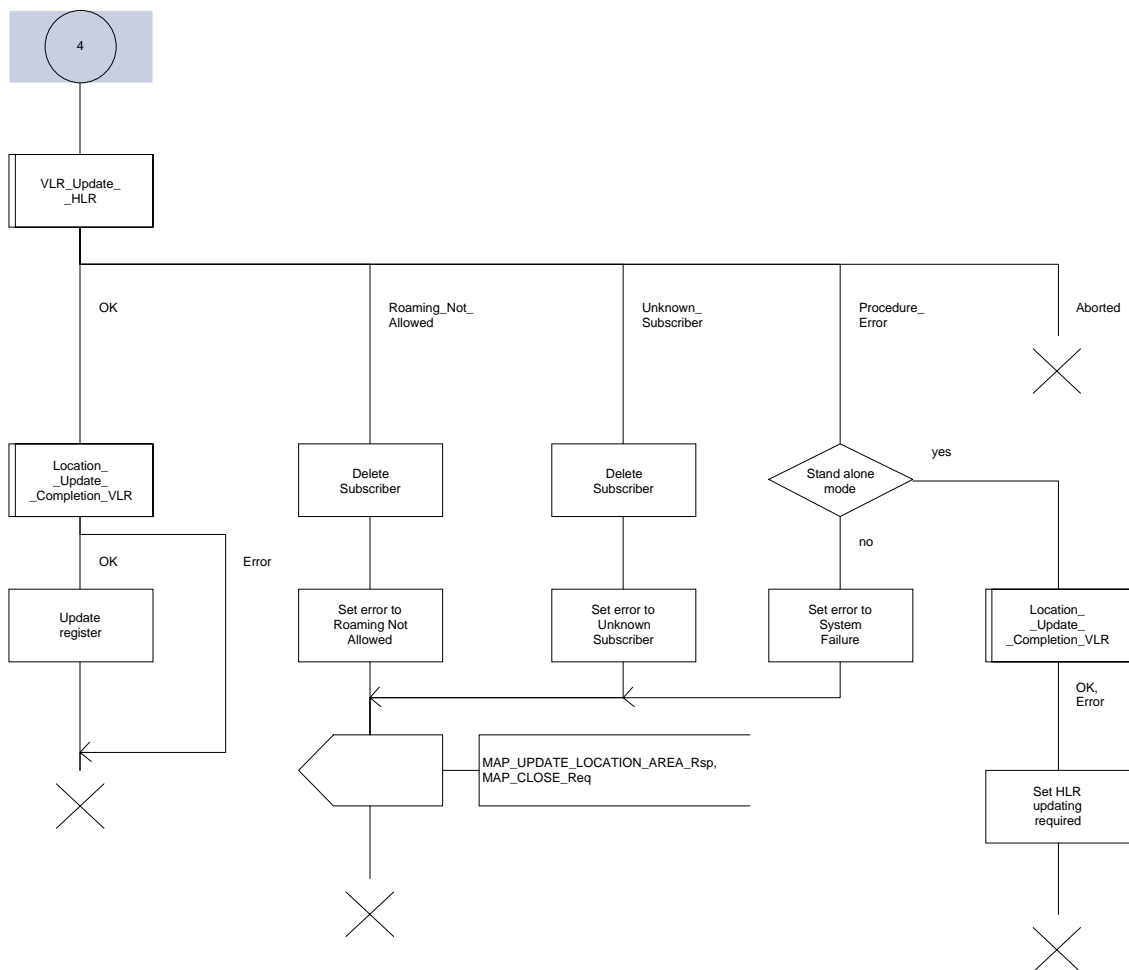 4
VLR_Update_
_HLR
OK
Roaming_Not_
Allowed
Unknown_
Subscriber
Procedure_
Error
Aborted
Location_
_Update_
_Completion_VLR
Delete
Subscriber
Delete
Subscriber
Stand alone
mode
yes
no
OK
Error
Update
register
Set error to
Roaming Not
Allowed
Set error to
Unknown
Subscriber
Set error to
System
Failure
Location_
_Update_
_Completion_VLR
OK,
Error
MAP_UPDATE_LOCATION_AREA_Rsp,
MAP_CLOSE_Req
Set HLR
updating
required